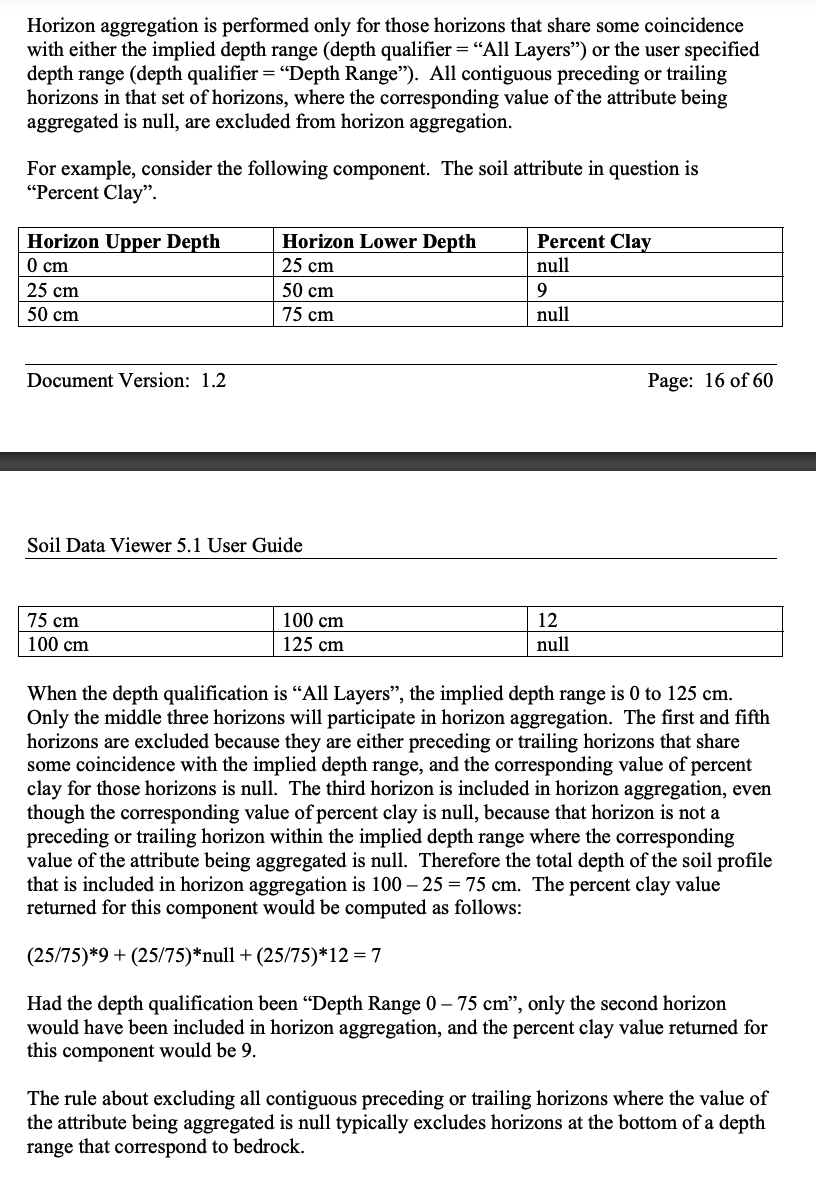 Horizon aggregation is performed only for those horizons that share some coincidence
with either the implied depth range (depth qualifier = “All Layers”) or the user specified
depth range (depth qualifier = “Depth Range”).  All contiguous preceding or trailing
horizons in that set of horizons, where the corresponding value of the attribute being
aggregated is null, are excluded from horizon aggregation.
For example, consider the following component.  The soil attribute in question is
“Percent Clay”.
Horizon Upper Depth Horizon Lower Depth Percent Clay
0 cm 25 cm null
25 cm 50 cm 9
50 cm 75 cm null
Document Version:  1.2 Page:  16 of 60
Soil Data Viewer 5.1 User Guide
75 cm 100 cm 12
100 cm 125 cm null
When the depth qualification is “All Layers”, the implied depth range is 0 to 125 cm.
Only the middle three horizons will participate in horizon aggregation.  The first and fifth
horizons are excluded because they are either preceding or trailing horizons that share
some coincidence with the implied depth range, and the corresponding value of percent
clay for those horizons is null.  The third horizon is included in horizon aggregation, even
though the corresponding value of percent clay is null, because that horizon is not a
preceding or trailing horizon within the implied depth range where the corresponding
value of the attribute being aggregated is null.  Therefore the total depth of the soil profile
that is included in horizon aggregation is 100 – 25 = 75 cm.  The percent clay value
returned for this component would be computed as follows:
(25/75)*9 + (25/75)*null + (25/75)*12 = 7
Had the depth qualification been “Depth Range 0 – 75 cm”, only the second horizon
would have been included in horizon aggregation, and the percent clay value returned for
this component would be 9.
The rule about excluding all contiguous preceding or trailing horizons where the value of
the attribute being aggregated is null typically excludes horizons at the bottom of a depth
range that correspond to bedrock.